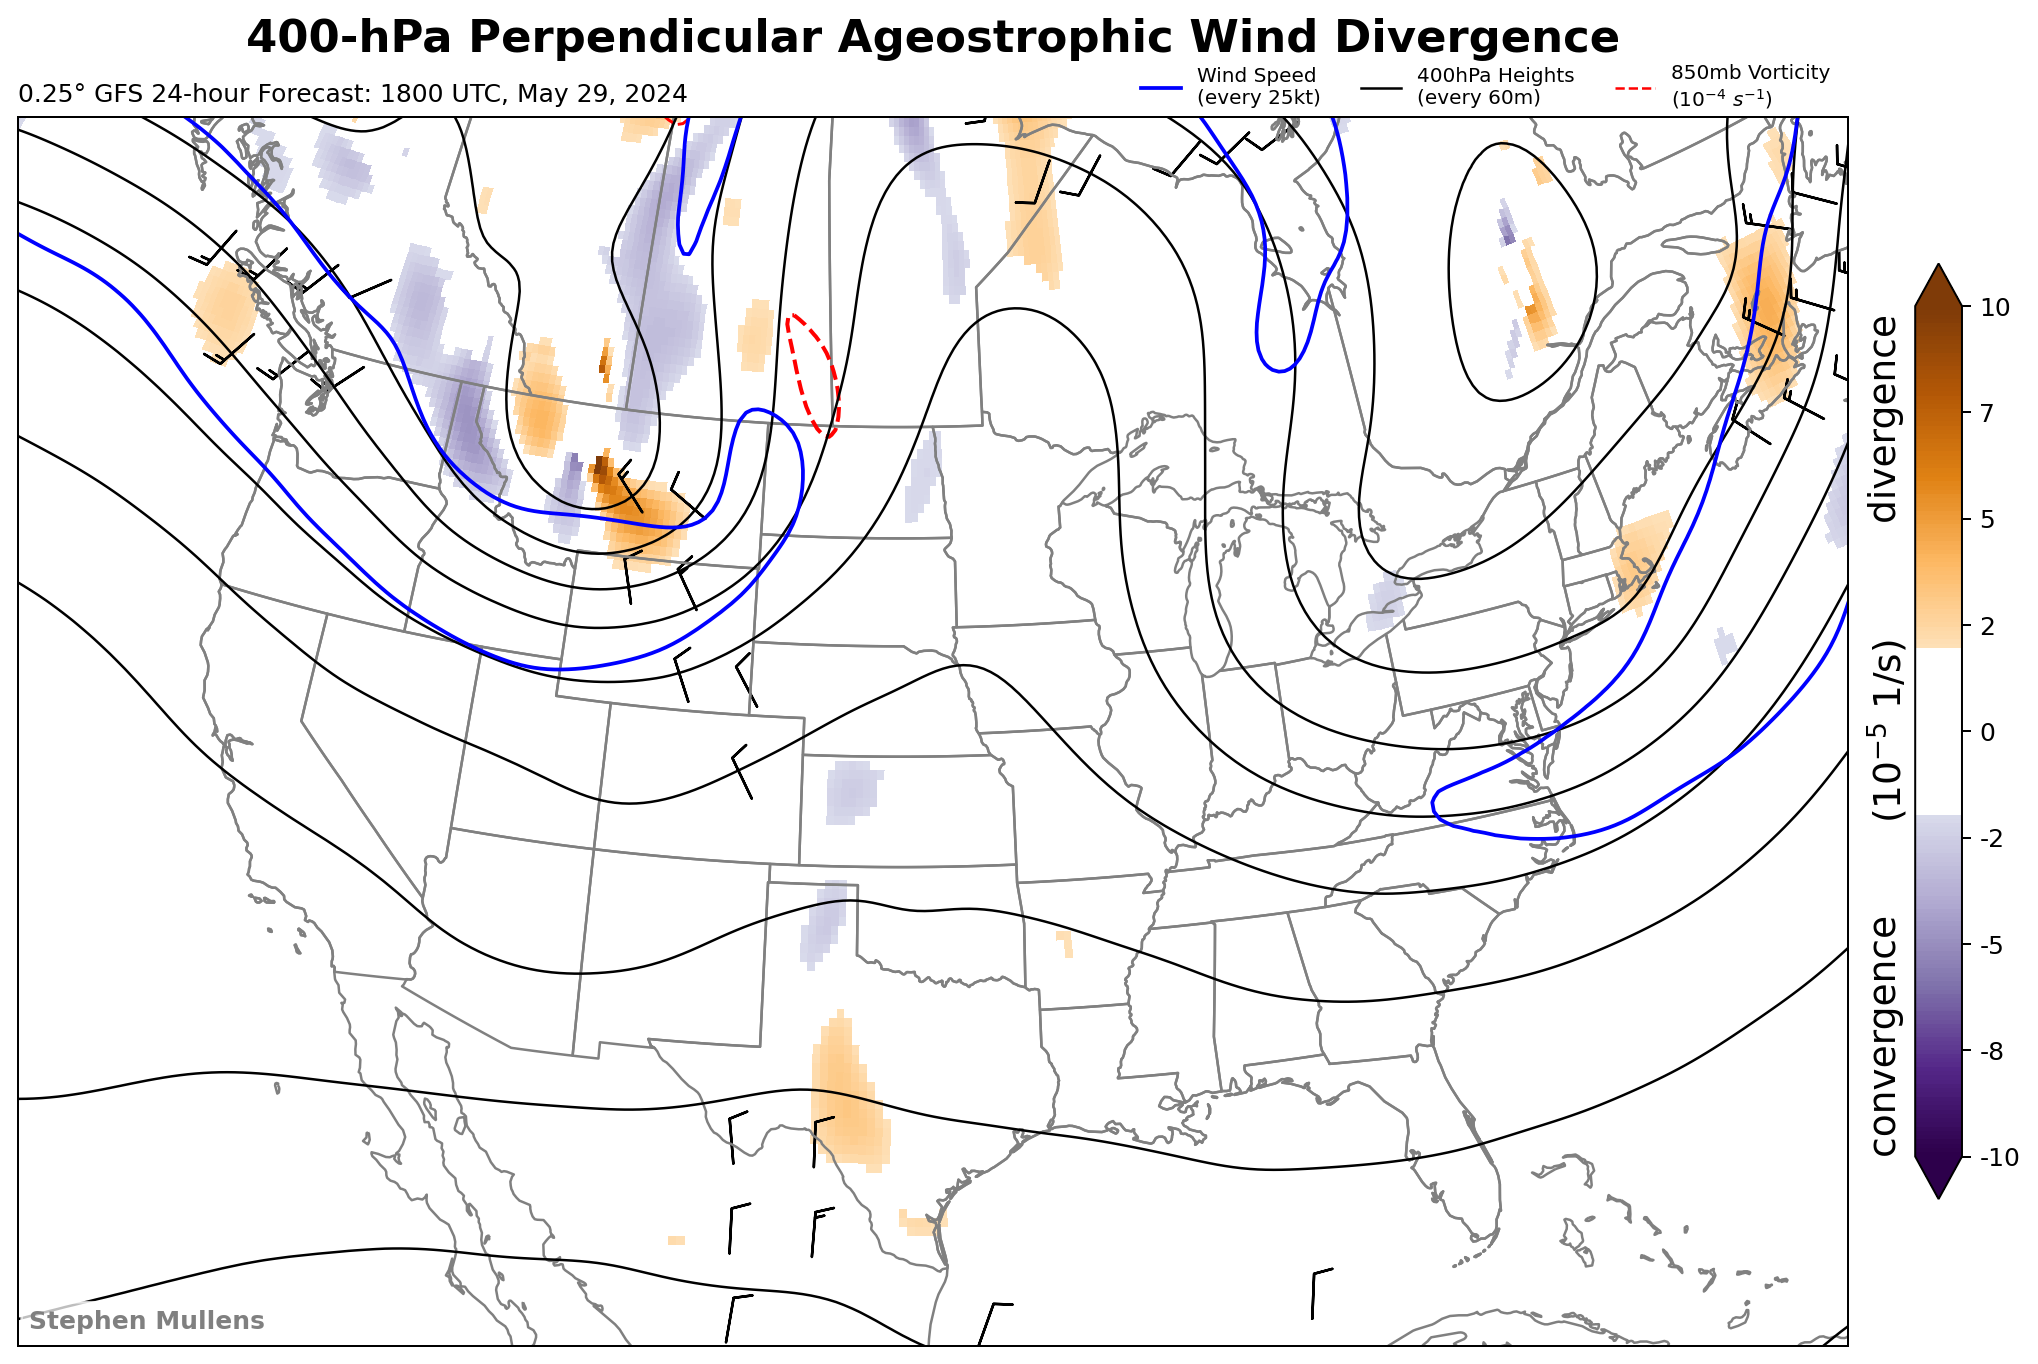 400-hPa Perpendicular Ageostrophic Wind Divergence
0.25° GFS 24-hour Forecast: 1800 UTC, May 29, 2024
Wind Speed
(every 25kt)
400hPa Heights
(every 60m)
850mb Vorticity
(10⁻⁴ s⁻¹)
10
7
5
2
0
-2
-5
-8
-10
convergence (10⁻⁵ 1/s) divergence
Stephen Mullens